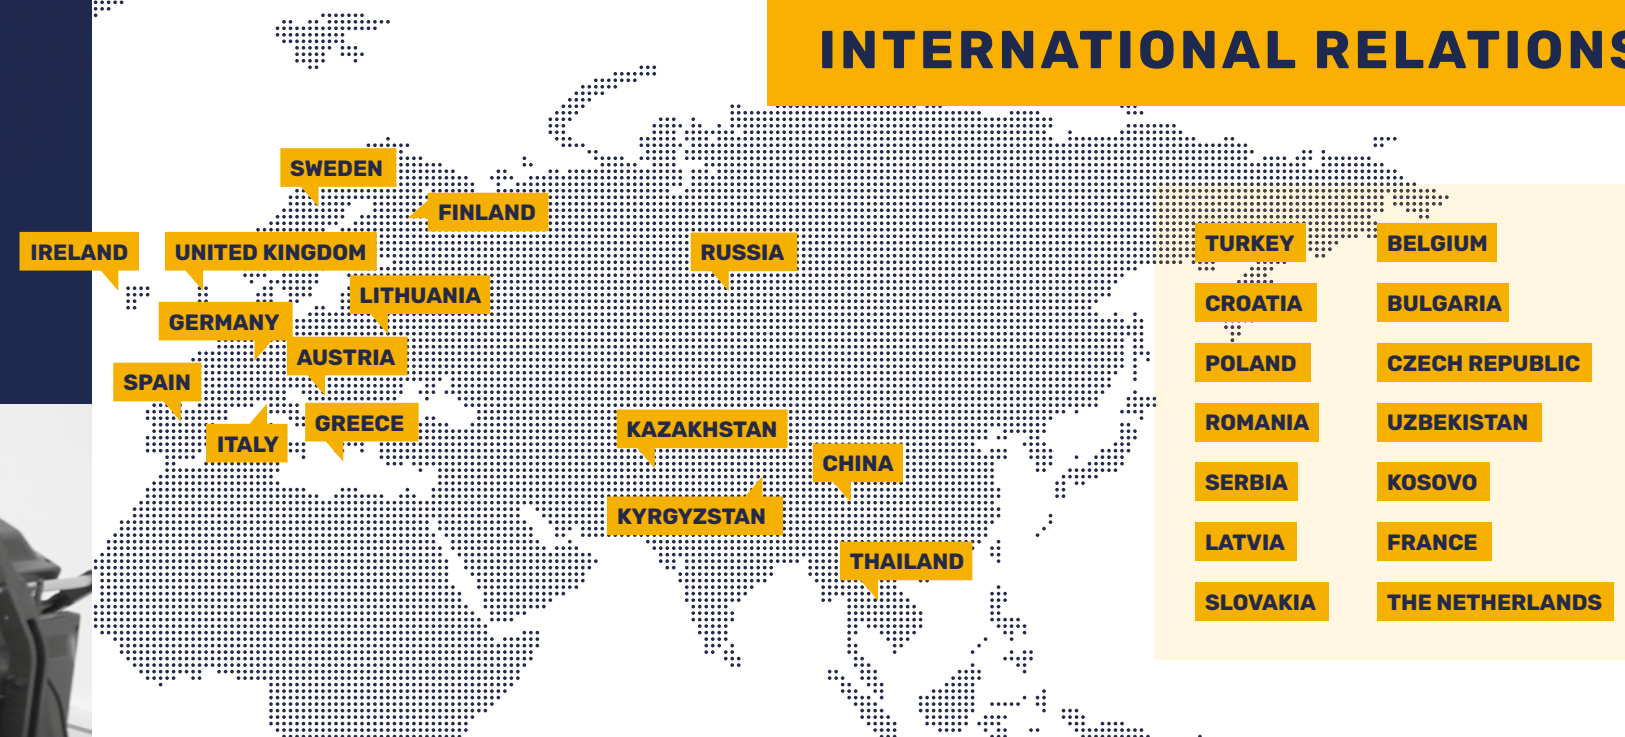 INTERNATIONAL RELATIONS
SWEDEN
FINLAND
IRELAND
UNITED KINGDOM
RUSSIA
LITHUANIA
GERMANY
AUSTRIA
SPAIN
GREECE
ITALY
KAZAKHSTAN
CHINA
KYRGYZSTAN
THAILAND
TURKEY
BELGIUM
CROATIA
BULGARIA
POLAND
CZECH REPUBLIC
ROMANIA
UZBEKISTAN
SERBIA
KOSOVO
LATVIA
FRANCE
SLOVAKIA
THE NETHERLANDS